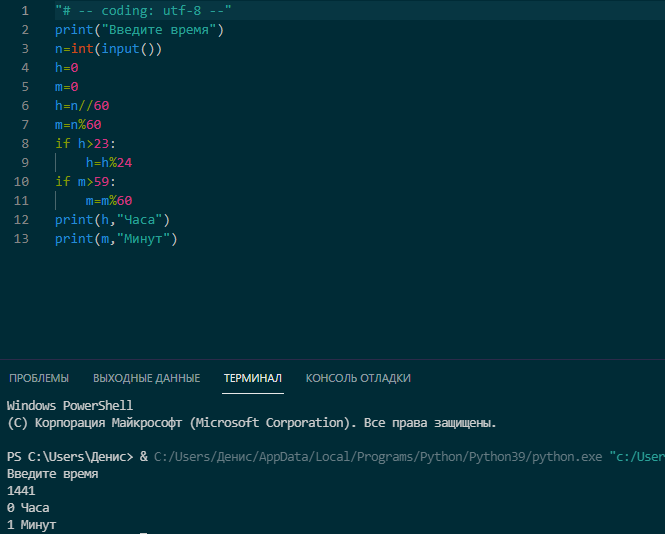 1 "# -- coding: utf-8 --"
2 print("Введите время")
3 n=int(input())
4 h=0
5 m=0
6 h=n//60
7 m=n%60
8 if h>23:
9     h=h%24
10 if m>59:
11     m=m%60
12 print(h,"Часа")
13 print(m,"Минут")
ПРОБЛЕМЫ ВЫХОДНЫЕ ДАННЫЕ ТЕРМИНАЛ КОНСОЛЬ ОТЛАДКИ
Windows PowerShell
(C) Корпорация Майкрософт (Microsoft Corporation). Все права защищены.
PS C:\Users\Денис> & C:/Users/Денис/AppData/Local/Programs/Python/Python39/python.exe "c:/User
Введите время
1441
0 Часа
1 Минут